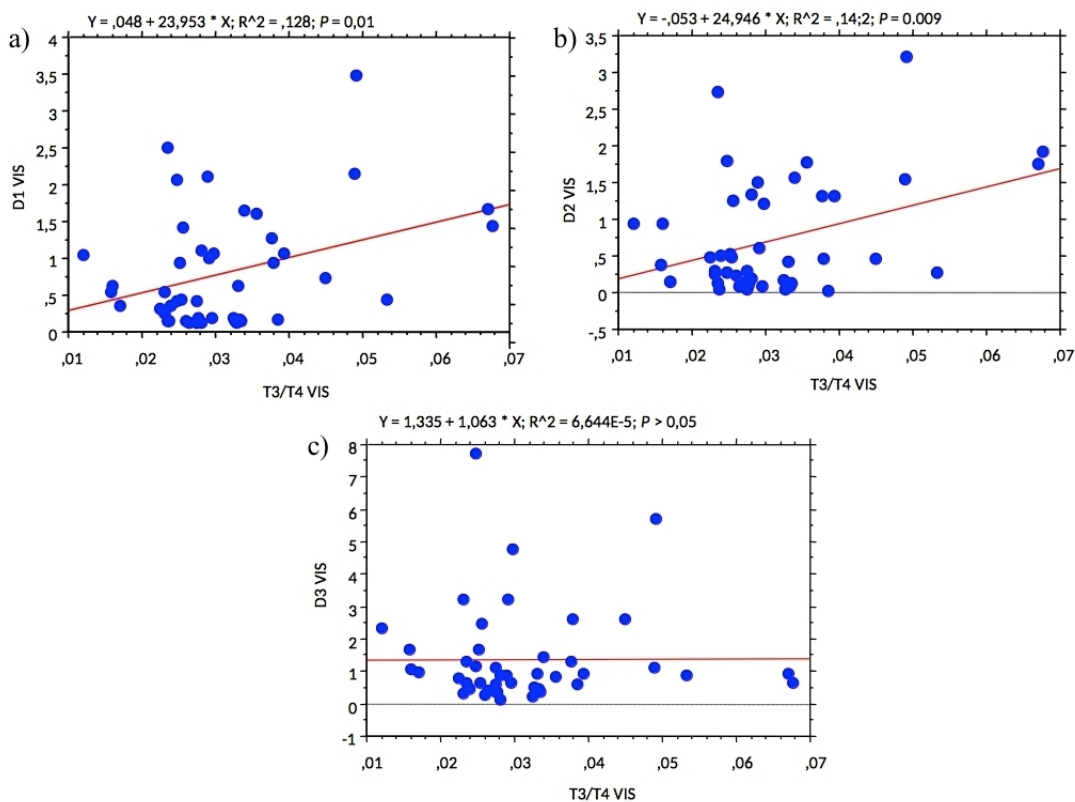 Y = ,048 + 23,953 * X; R^2 = ,128; P = 0,01
a)
4
3,5
3
2,5
2
1,5
1
,5
0
D1 VIS
,01 ,02 ,03 ,04 ,05 ,06 ,07
T3/T4 VIS
Y = -,053 + 24,946 * X; R^2 = ,14;2; P = 0.009
b)
3,5
3
2,5
2
1,5
1
,5
0
-,5
D2 VIS
,01 ,02 ,03 ,04 ,05 ,06 ,07
T3/T4 VIS
Y = 1,335 + 1,063 * X; R^2 = 6,644E-5; P > 0,05
c)
8
7
6
5
4
3
2
1
0
-1
D3 VIS
,01 ,02 ,03 ,04 ,05 ,06 ,07
T3/T4 VIS